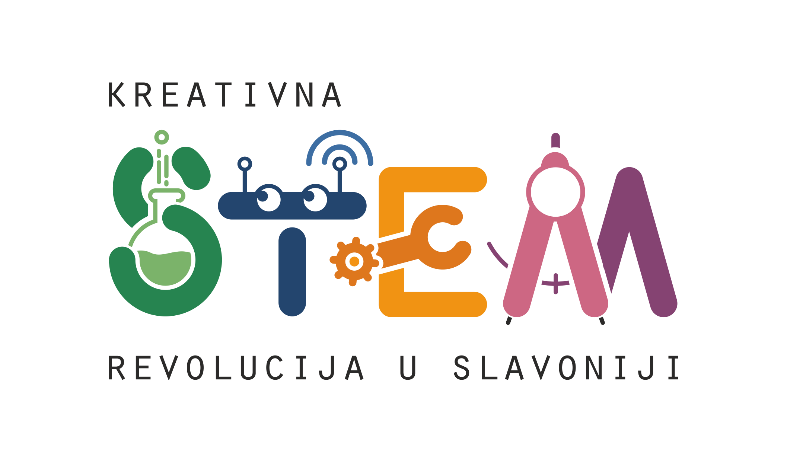 KREATIVNA
STEAM
REVOLUCIJA U SLAVONIJI